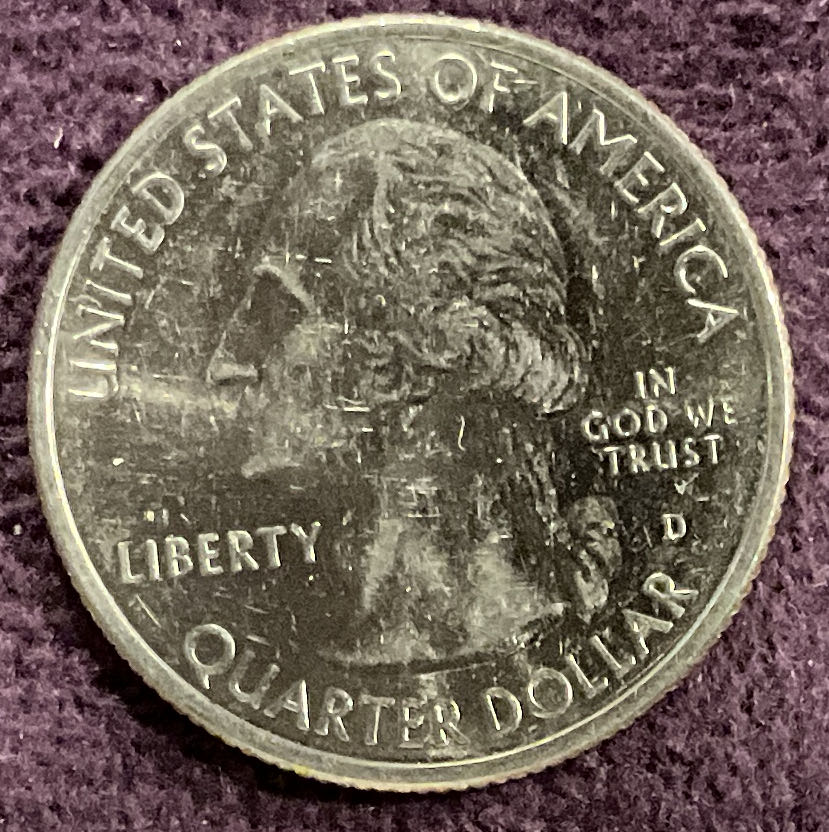 UNITED STATES OF AMERICA
LIBERTY
IN
GOD WE
TRUST
D
QUARTER DOLLAR